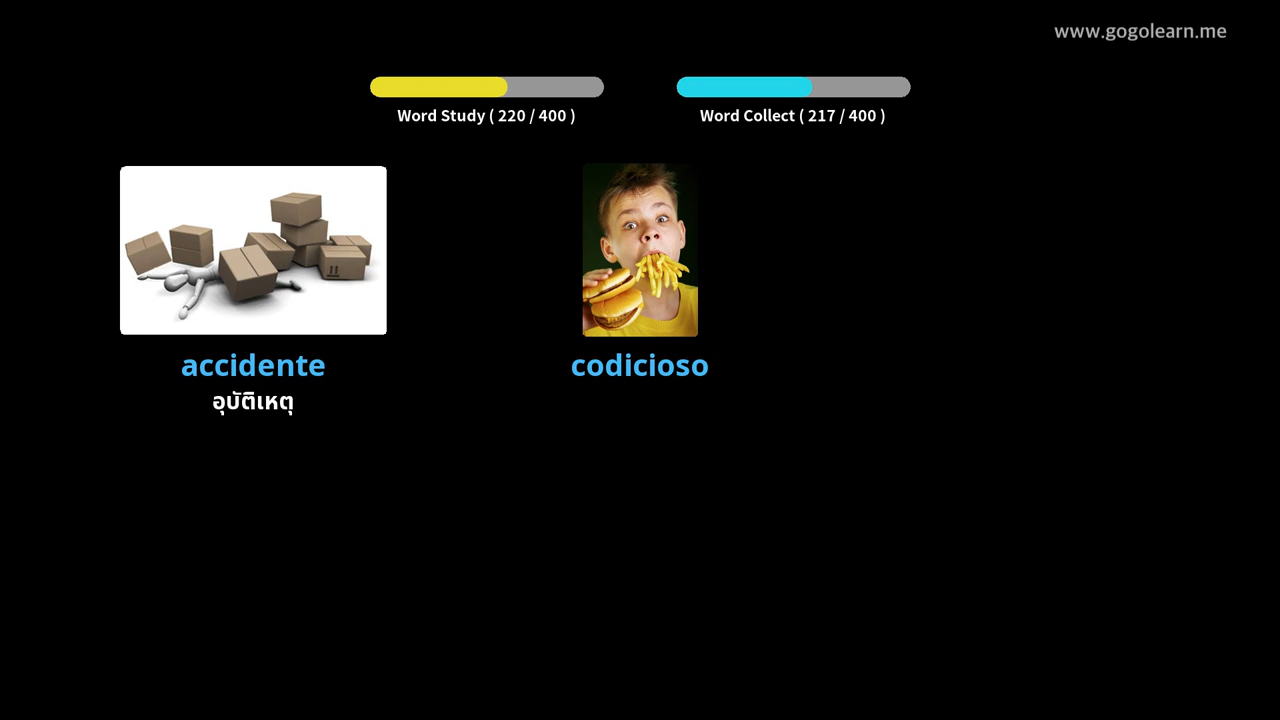 www.gogolearn.me
Word Study ( 220 / 400 )
Word Collect ( 217 / 400 )
accidente
อุบัติเหตุ
codicioso